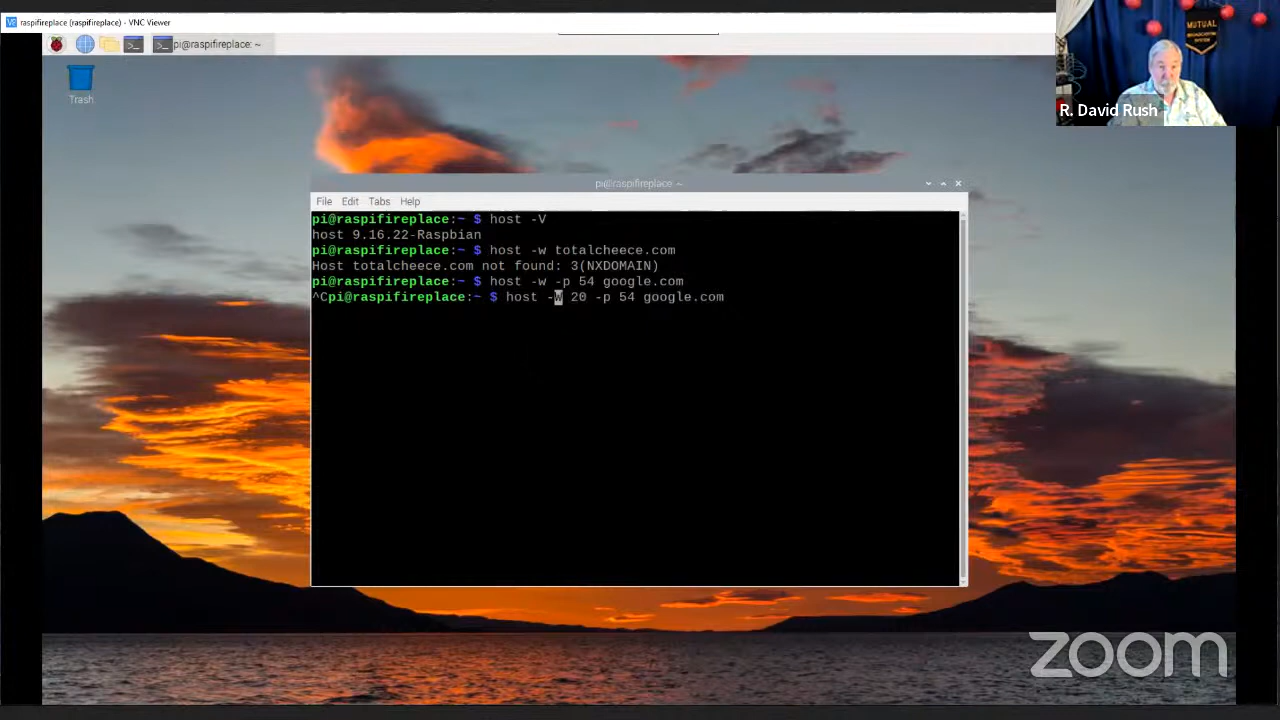 raspifireplace (raspifireplace) - VNC Viewer
pi@raspifireplace: ~
Trash
MUTUAL
BROADCASTING
SYSTEM
R. David Rush
pi@raspifireplace: ~
File Edit Tabs Help
pi@raspifireplace:~ $ host -V
host 9.16.22-Raspbian
pi@raspifireplace:~ $ host -w totalcheece.com
Host totalcheece.com not found: 3(NXDOMAIN)
pi@raspifireplace:~ $ host -w -p 54 google.com
^Cpi@raspifireplace:~ $ host -w 20 -p 54 google.com
zoom